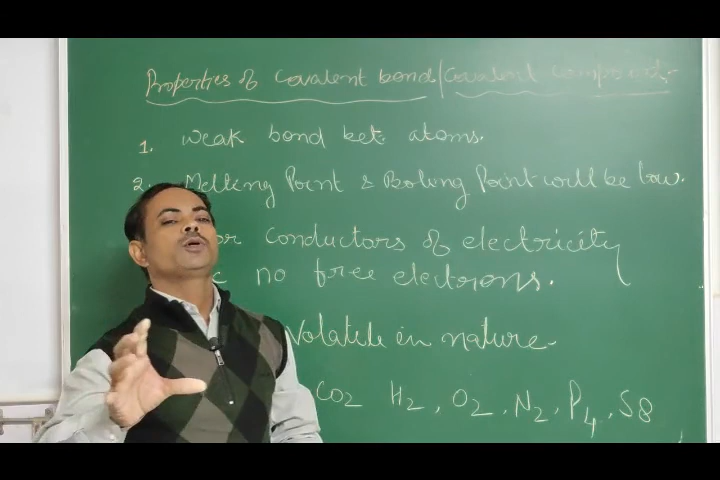 Properties of Covalent bond/Covalent compounds
1. Weak bond bet. atoms.
2. Melting Point & Boiling Point will be low.
conductors of electricity
no free electrons.
Volatile in nature
CO2 H2, O2, N2, P4, S8